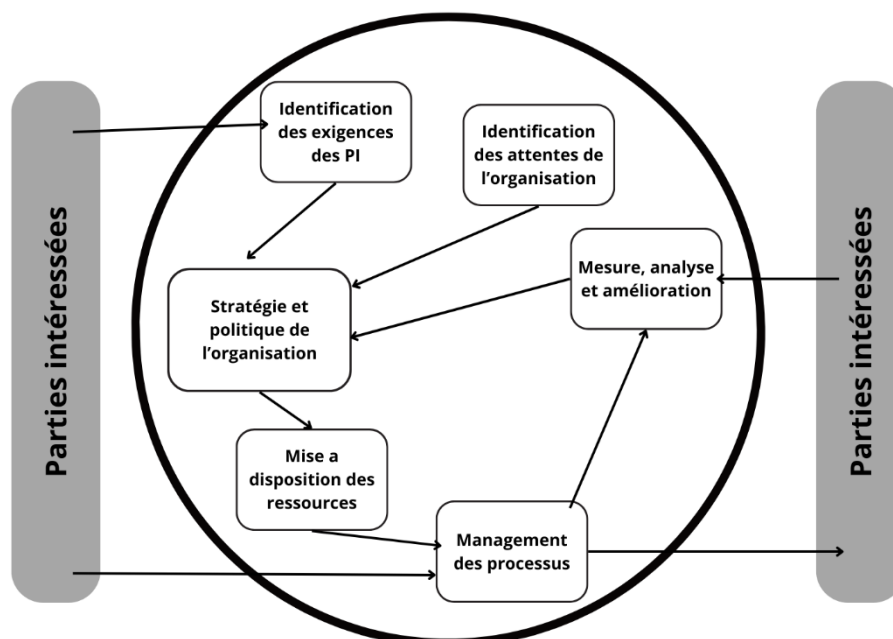 Parties intéressées
Identification
des exigences
des PI
Identification
des attentes de
l’organisation
Mesure, analyse
et amélioration
Stratégie et
politique de
l’organisation
Mise a
disposition des
ressources
Management
des processus
Parties intéressées